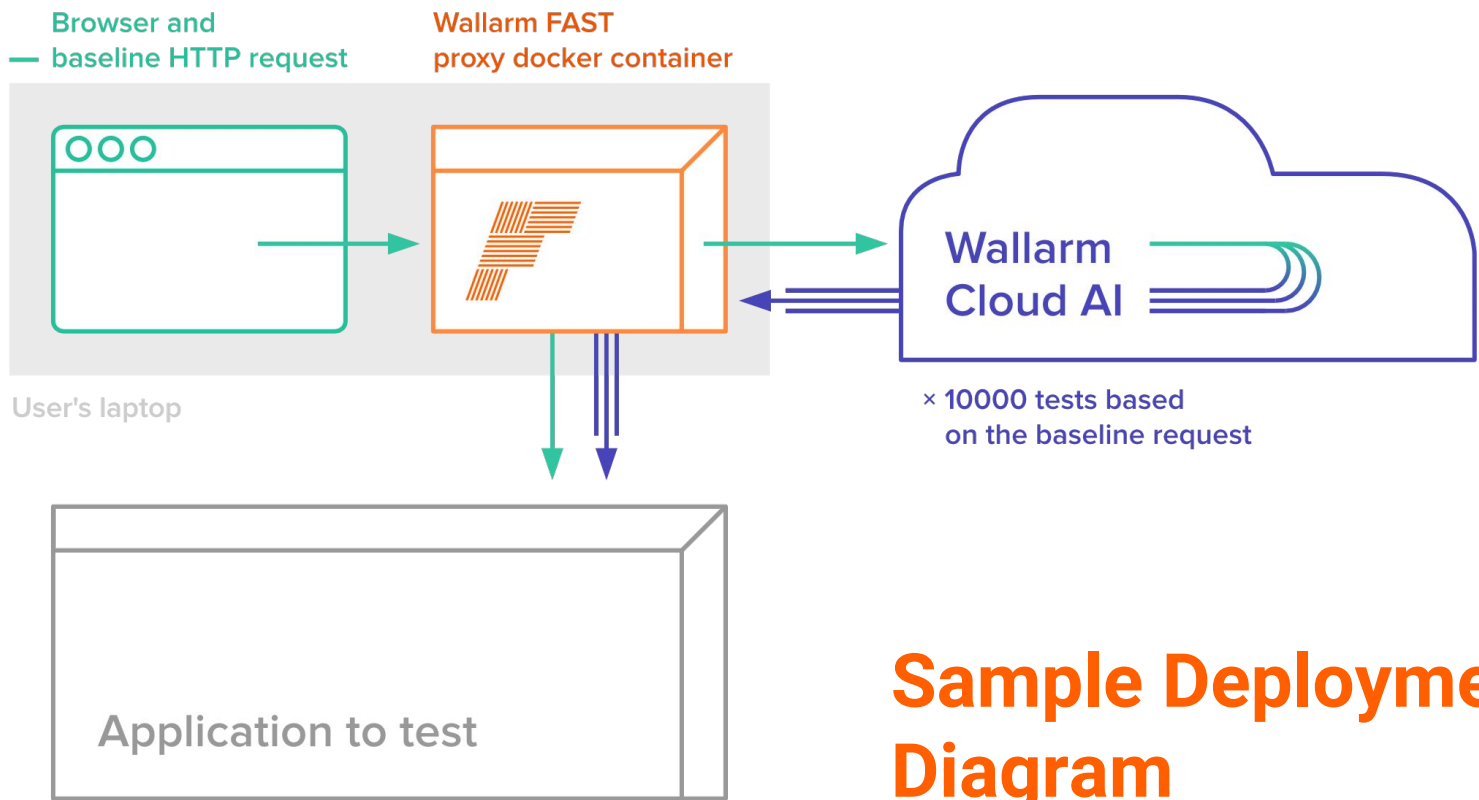 Browser and
baseline HTTP request
Wallarm FAST
proxy docker container
Wallarm
Cloud AI
User's laptop
× 10000 tests based
on the baseline request
Application to test
Sample Deployme
Diagram